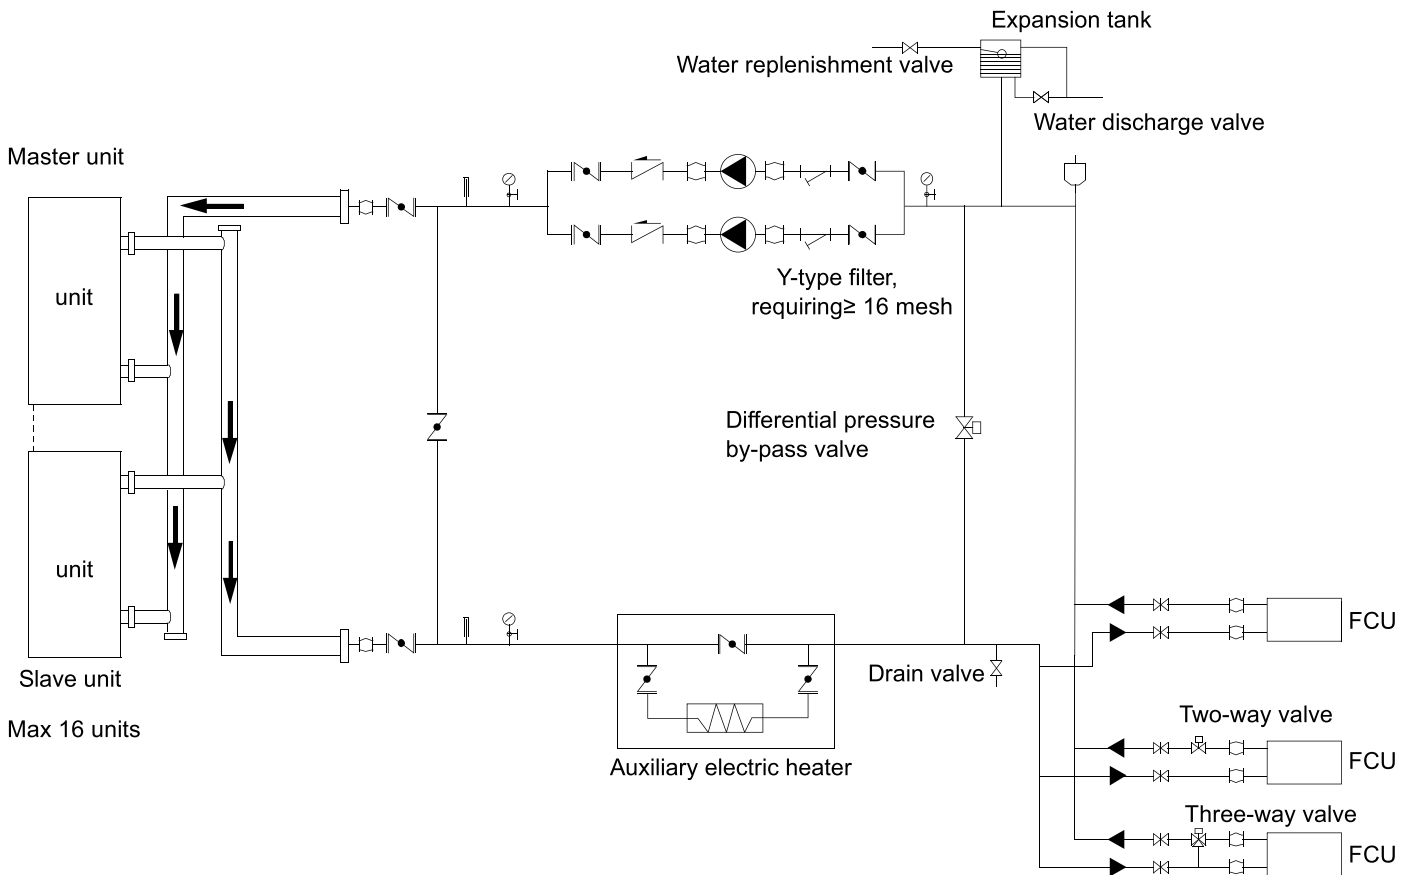 Expansion tank
Water replenishment valve
Water discharge valve
Master unit
unit
Y-type filter,
requiring≥ 16 mesh
Differential pressure
by-pass valve
unit
Slave unit
Max 16 units
Drain valve
Auxiliary electric heater
FCU
Two-way valve
FCU
Three-way valve
FCU